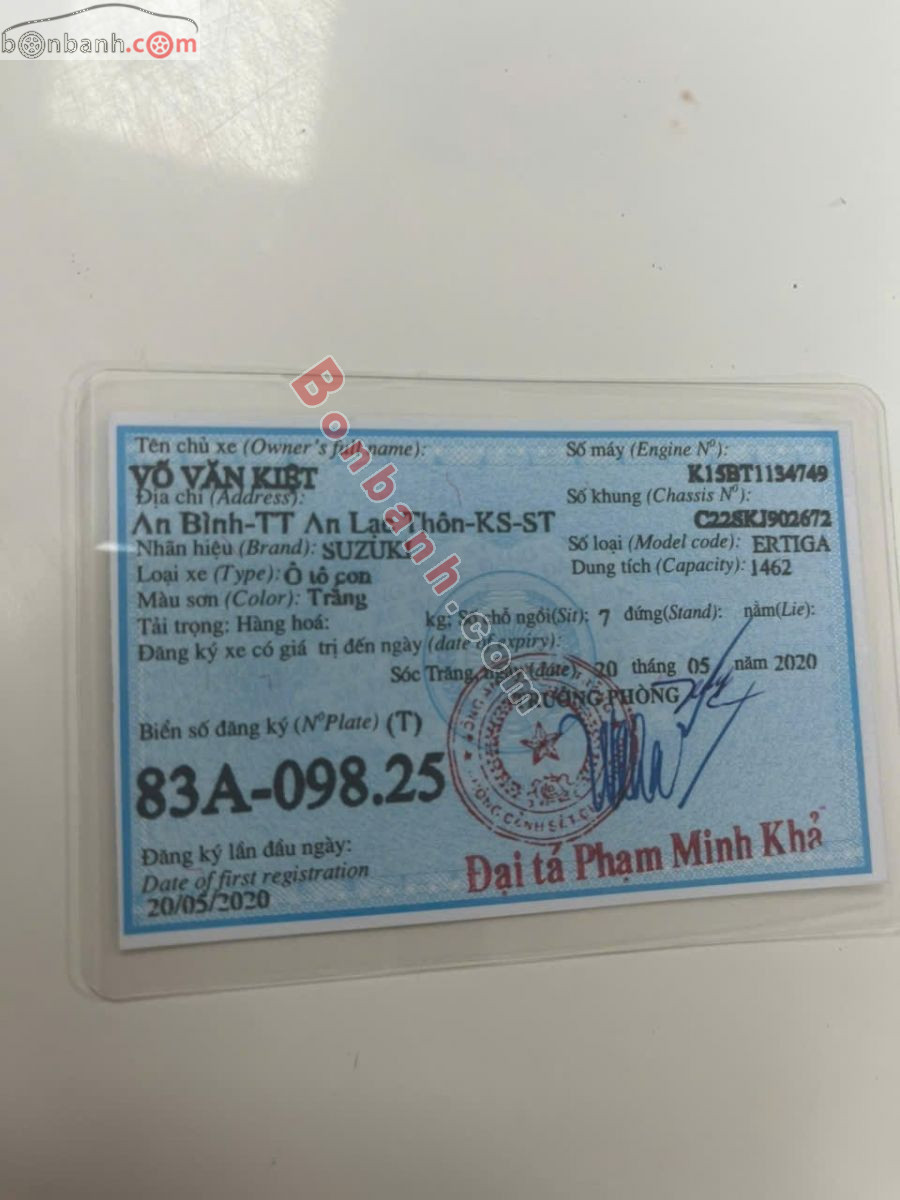 bonbanh.com
Bonbanh.com
Tên chủ xe (Owner's full name):
VÕ VĂN KIỆT
Địa chỉ (Address):
An Bình-TT An Lạc Thôn-KS-ST
Nhãn hiệu (Brand): SUZUKI
Loại xe (Type): Ô tô con
Màu sơn (Color): Trắng
Số máy (Engine Nº):
K15BT1134749
Số khung (Chassis Nº):
C22SKJ902672
Số loại (Model code): ERTIGA
Dung tích (Capacity): 1462
Tải trọng: Hàng hoá: kg; Số chỗ ngồi(Sit): 7 đứng(Stand): nằm(Lie):
Đăng ký xe có giá trị đến ngày (date of expiry):
Sóc Trăng, ngày (date) 20 tháng 05 năm 2020
TRƯỞNG PHÒNG
Biển số đăng ký (NºPlate) (T)
83A-098.25
Đăng ký lần đầu ngày:
Date of first registration
20/05/2020
Đại tá Phạm Minh Khả